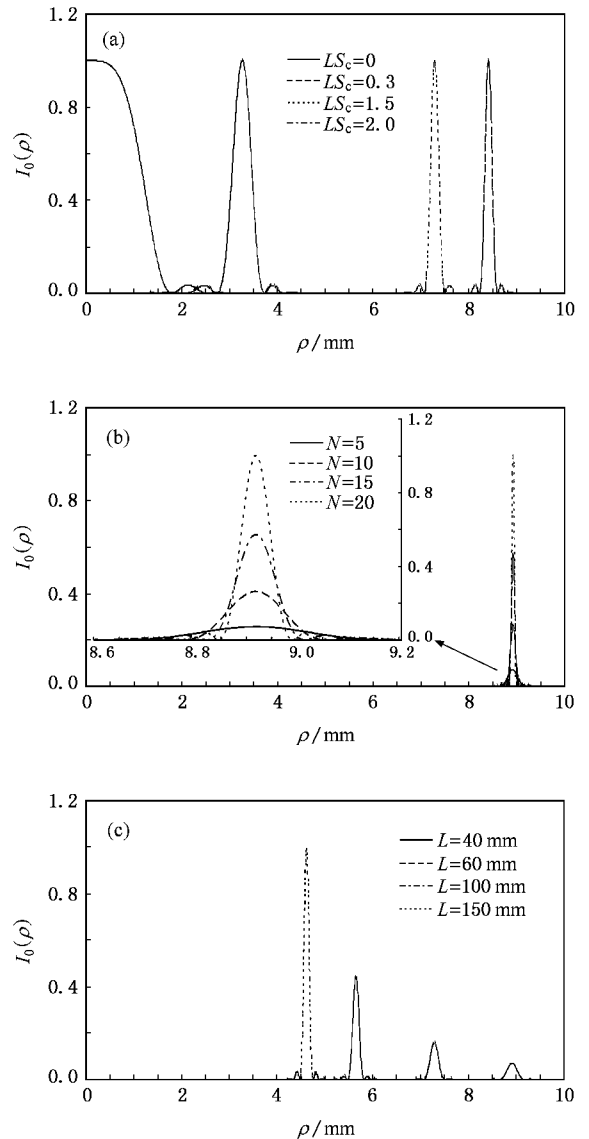 (a)
LSc=0
LSc=0.3
LSc=1.5
LSc=2.0
1.2
0.8
0.4
0.0
I0(ρ)
0 2 4 6 8 10
ρ/mm
(b)
N=5
N=10
N=15
N=20
1.2
0.8
0.4
0.0
8.6 8.8 9.0 9.2
1.2
0.8
0.4
0.0
I0(ρ)
0 2 4 6 8 10
ρ/mm
(c)
L=40 mm
L=60 mm
L=100 mm
L=150 mm
1.2
0.8
0.4
0.0
I0(ρ)
0 2 4 6 8 10
ρ/mm